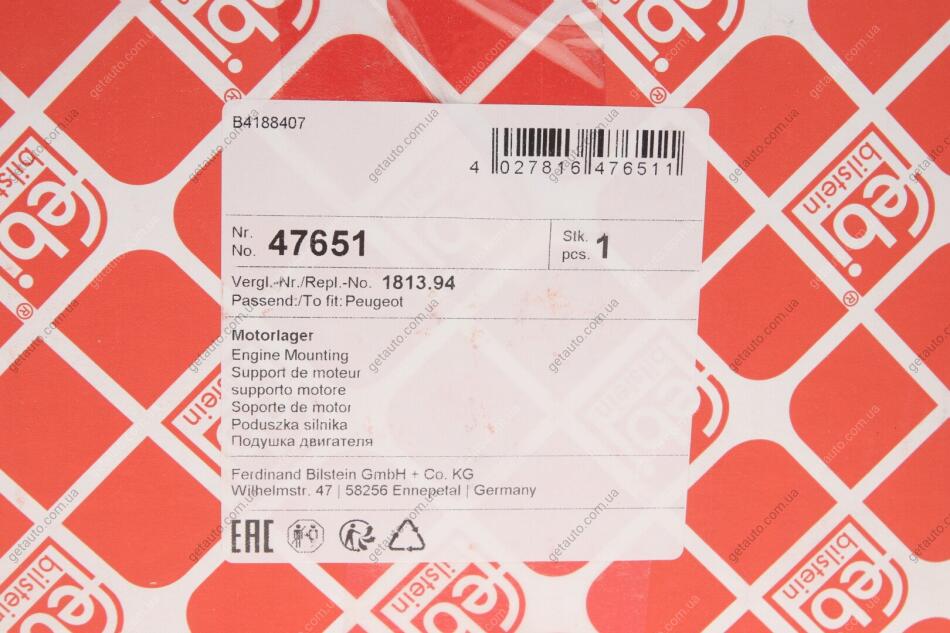 B4188407
4 027816 476511
Nr.
No. 47651
Stk.
pcs. 1
Vergl.-Nr./Repl.-No. 1813.94
Passend:/To fit: Peugeot
Motorlager
Engine Mounting
Support de moteur
supporto motore
Soporte de motor
Poduszka silnika
Подушка двигателя
Ferdinand Bilstein GmbH + Co. KG
Wilhelmstr. 47 | 58256 Ennepetal | Germany
EAC
febi
bilstein
getauto.com.ua